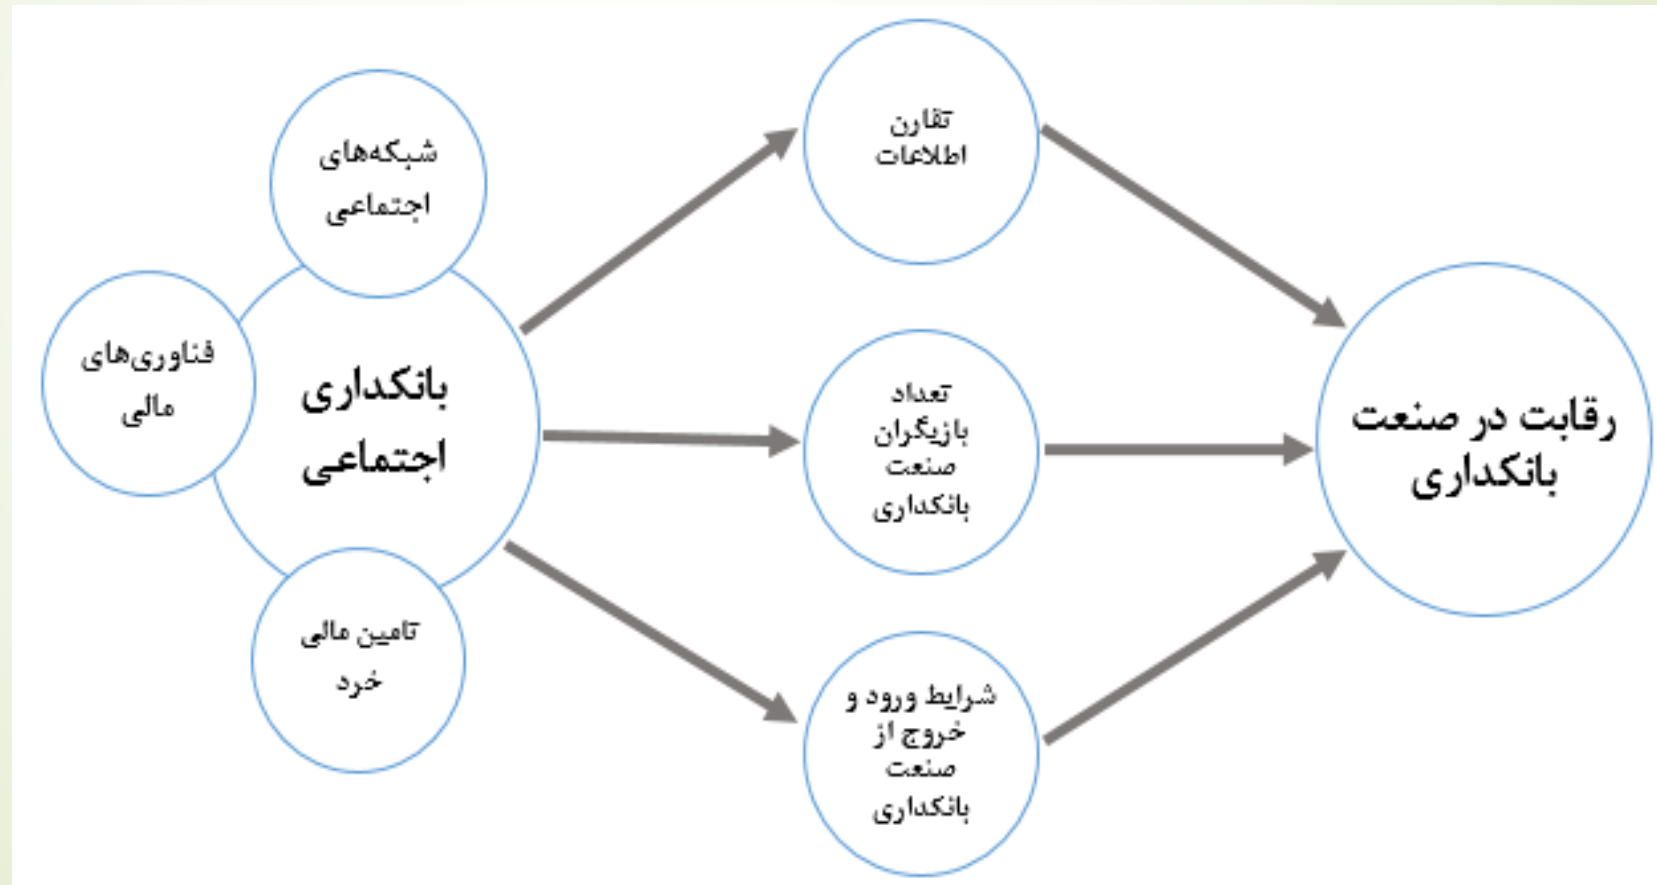 شبکه‌های
اجتماعی
فناوری‌های
مالی
بانکداری
اجتماعی
تامین مالی
خرد
تقارن
اطلاعات
تعداد
بازیگران
صنعت
بانکداری
شرایط ورود و
خروج از
صنعت
بانکداری
رقابت در صنعت
بانکداری